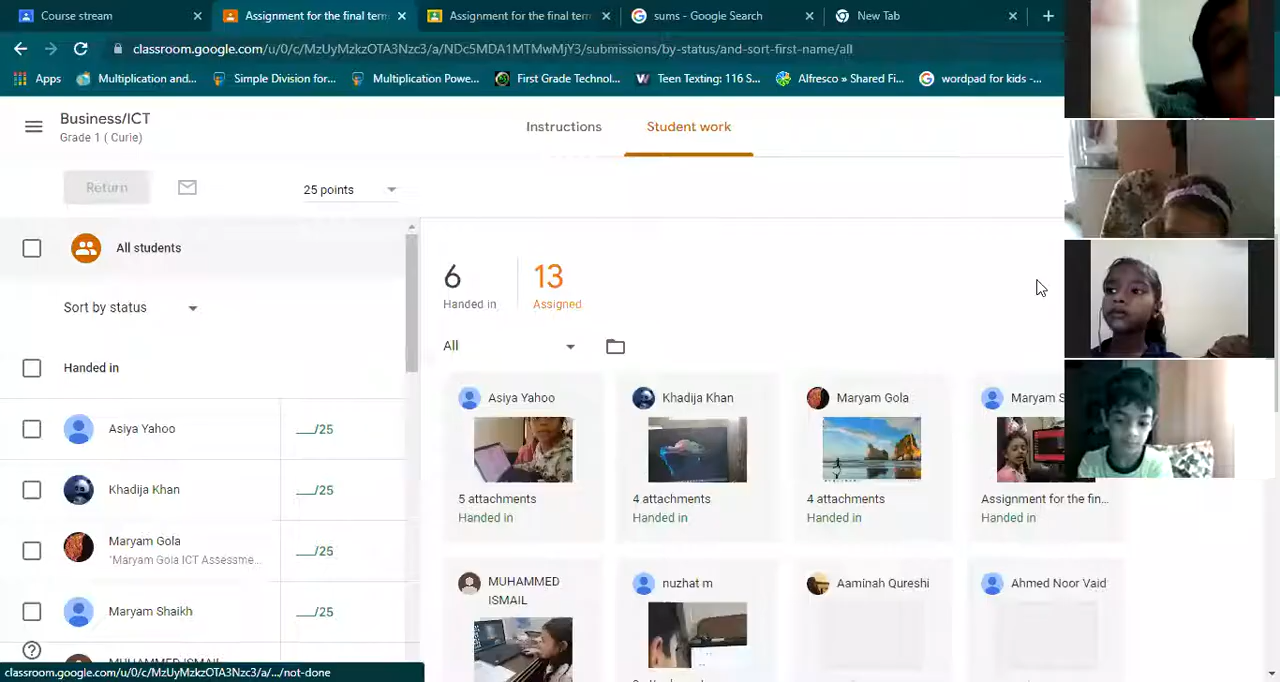 Course stream
Assignment for the final term
Assignment for the final term
sums - Google Search
New Tab
classroom.google.com/u/0/c/MzUyMzkzOTA3Nzc3/a/NDc5MDA1MTMwMjY3/submissions/by-status/and-sort-first-name/all
Apps
Multiplication and...
Simple Division for...
Multiplication Powe...
First Grade Technol...
Teen Texting: 116 S...
Alfresco » Shared Fi...
wordpad for kids -...
Business/ICT
Grade 1 ( Curie)
Instructions
Student work
Return
25 points
All students
Sort by status
6
Handed in
13
Assigned
All
Handed in
Asiya Yahoo
__/25
Khadija Khan
__/25
Maryam Gola
"Maryam Gola ICT Assessme...
__/25
Maryam Shaikh
__/25
MUHAMMED ISMAIL
Asiya Yahoo
5 attachments
Handed in
Khadija Khan
4 attachments
Handed in
Maryam Gola
4 attachments
Handed in
Maryam S
Assignment for the fin...
Handed in
MUHAMMED
ISMAIL
nuzhat m
Aaminah Qureshi
Ahmed Noor Vaid
classroom.google.com/u/0/c/MzUyMzkzOTA3Nzc3/a/.../not-done